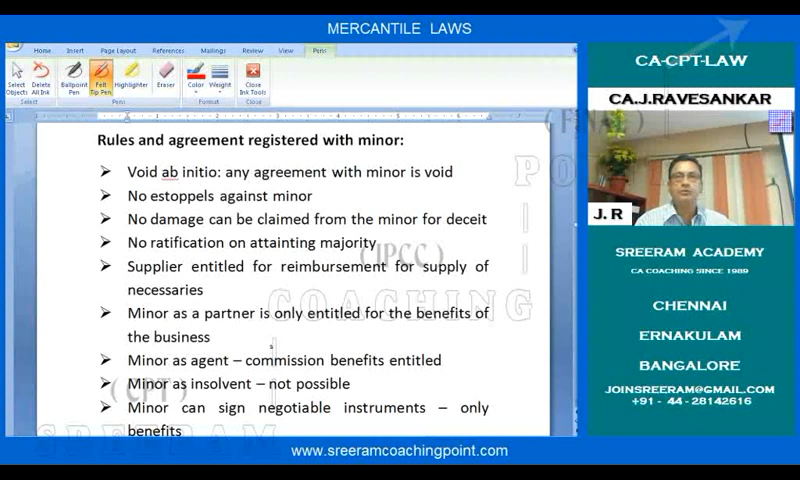 MERCANTILE LAWS
Home Insert Page Layout References Mailings Review View Pens
Select Objects
Delete All Ink
Ballpoint Pen
Felt Tip Pen
Highlighter
Eraser
Color
Weight
Close Ink Tools
Select Pens Format Close
Rules and agreement registered with minor:
Void ab initio: any agreement with minor is void
No estoppels against minor
No damage can be claimed from the minor for deceit
No ratification on attainting majority
Supplier entitled for reimbursement for supply of
necessaries
Minor as a partner is only entitled for the benefits of
the business
Minor as agent – commission benefits entitled
Minor as insolvent – not possible
Minor can sign negotiable instruments – only
benefits
(IPCC)
COACHING
(CPT)
SREERAM
CA-CPT-LAW
CA.J.RAVESANKAR
J. R
SREERAM ACADEMY
CA COACHING SINCE 1989
CHENNAI
ERNAKULAM
BANGALORE
JOINSREERAM@GMAIL.COM
+91 - 44-28142616
www.sreeramcoachingpoint.com